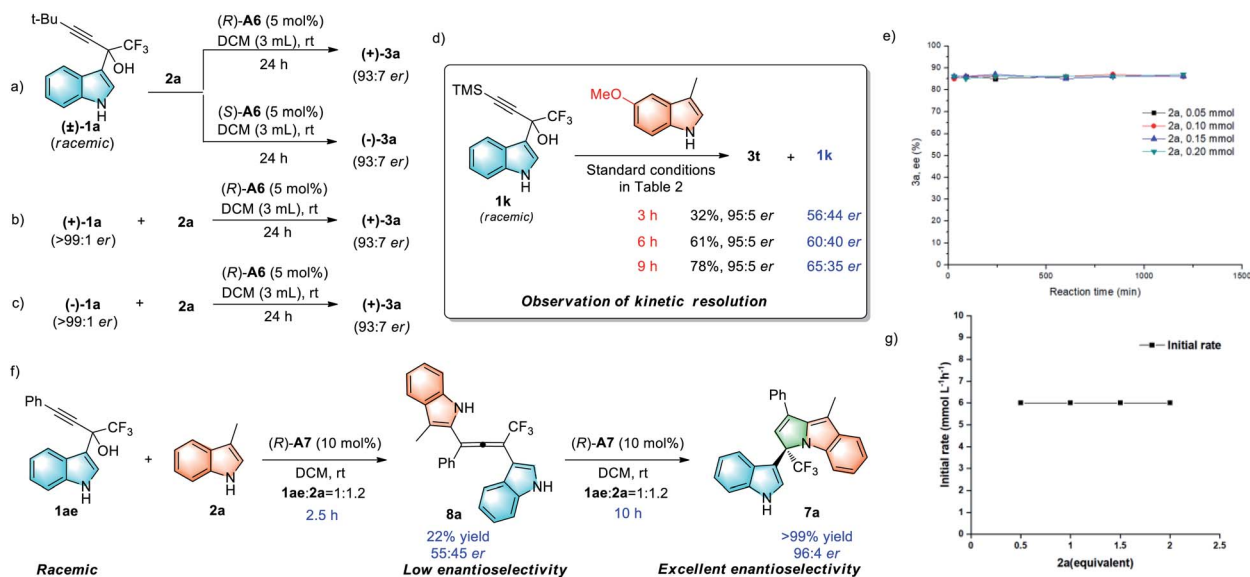 a)
t-Bu
CF3
OH
N
H
(±)-1a
(racemic)
2a
(R)-A6 (5 mol%)
DCM (3 mL), rt
24 h
(+)-3a
(93:7 er)
(S)-A6 (5 mol%)
DCM (3 mL), rt
24 h
(-)-3a
(93:7 er)
b)
(+)-1a
(>99:1 er)
+
2a
(R)-A6 (5 mol%)
DCM (3 mL), rt
24 h
(+)-3a
(93:7 er)
c)
(-)-1a
(>99:1 er)
+
2a
(R)-A6 (5 mol%)
DCM (3 mL), rt
24 h
(+)-3a
(93:7 er)
d)
TMS
CF3
OH
N
H
1k
(racemic)
MeO
N
H
Standard conditions
in Table 2
3t + 1k
3 h 32%, 95:5 er 56:44 er
6 h 61%, 95:5 er 60:40 er
9 h 78%, 95:5 er 65:35 er
Observation of kinetic resolution
e)
100
90
80
70
60
50
40
30
20
10
0
3a, ee (%)
2a, 0.05 mmol
2a, 0.10 mmol
2a, 0.15 mmol
2a, 0.20 mmol
0 500 1000 1500
Reaction time (min)
f)
Ph
CF3
OH
N
H
1ae
+
N
H
2a
(R)-A7 (10 mol%)
DCM, rt
1ae:2a=1:1.2
2.5 h
NH
CF3
Ph
NH
8a
22% yield
55:45 er
(R)-A7 (10 mol%)
DCM, rt
1ae:2a=1:1.2
10 h
Ph
N
CF3
N
H
7a
>99% yield
96:4 er
Racemic
Low enantioselectivity
Excellent enantioselectivity
g)
10
9
8
7
6
5
4
3
2
1
0
Initial rate (mmol L-1h-1)
Initial rate
0 0.5 1 1.5 2 2.5
2a(equivalent)